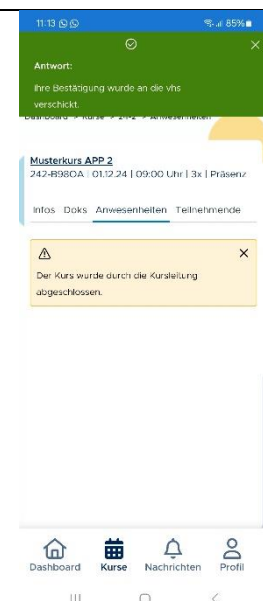 11:13 85%
Antwort:
Ihre Bestätigung wurde an die vhs
verschickt.
Dashboard > Kurse > 24-2 > Anwesenheiten
Musterkurs APP 2
242-B980A | 01.12.24 | 09:00 Uhr | 3x | Präsenz
Infos Doks Anwesenheiten Teilnehmende
Der Kurs wurde durch die Kursleitung
abgeschlossen.
Dashboard Kurse Nachrichten Profil